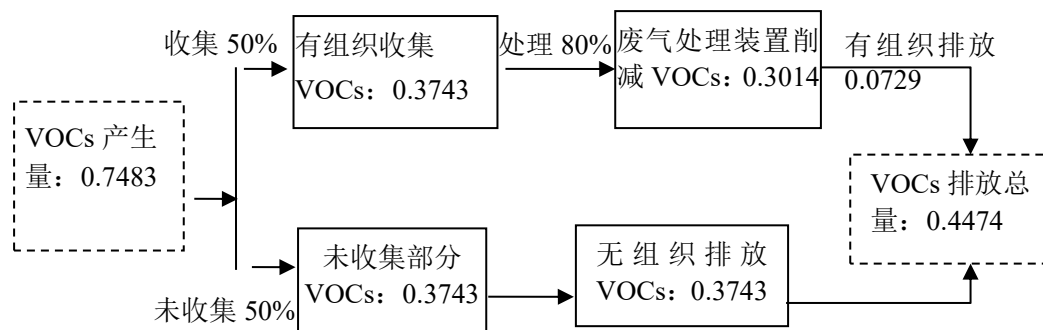 收集 50%
有组织收集
VOCs：0.3743
处理 80%
废气处理装置削
减 VOCs：0.3014
有组织排放
0.0729
VOCs 产生
量：0.7483
VOCs 排放总
量：0.4474
未收集 50%
未收集部分
VOCs：0.3743
无组织排放
VOCs：0.3743